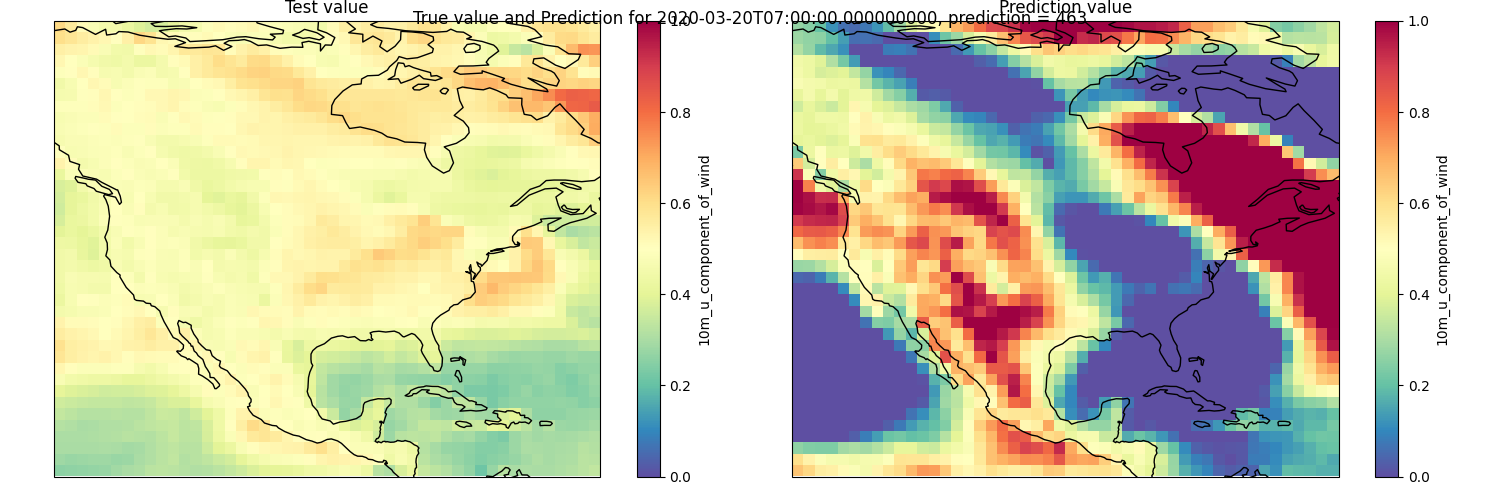 Test value
True value and Prediction for 2020-03-20T07:00:00.000000000, prediction = 463
Prediction value
1.0
0.8
0.6
0.4
0.2
0.0
10m_u_component_of_wind
1.0
0.8
0.6
0.4
0.2
0.0
10m_u_component_of_wind